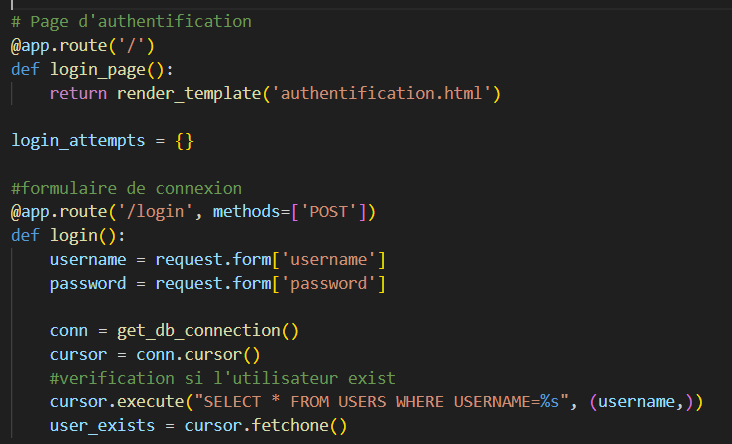 # Page d'authentification
@app.route('/')
def login_page():
    return render_template('authentification.html')

login_attempts = {}

#formulaire de connexion
@app.route('/login', methods=['POST'])
def login():
    username = request.form['username']
    password = request.form['password']

    conn = get_db_connection()
    cursor = conn.cursor()
    #verification si l'utilisateur exist
    cursor.execute("SELECT * FROM USERS WHERE USERNAME=%s", (username,))
    user_exists = cursor.fetchone()